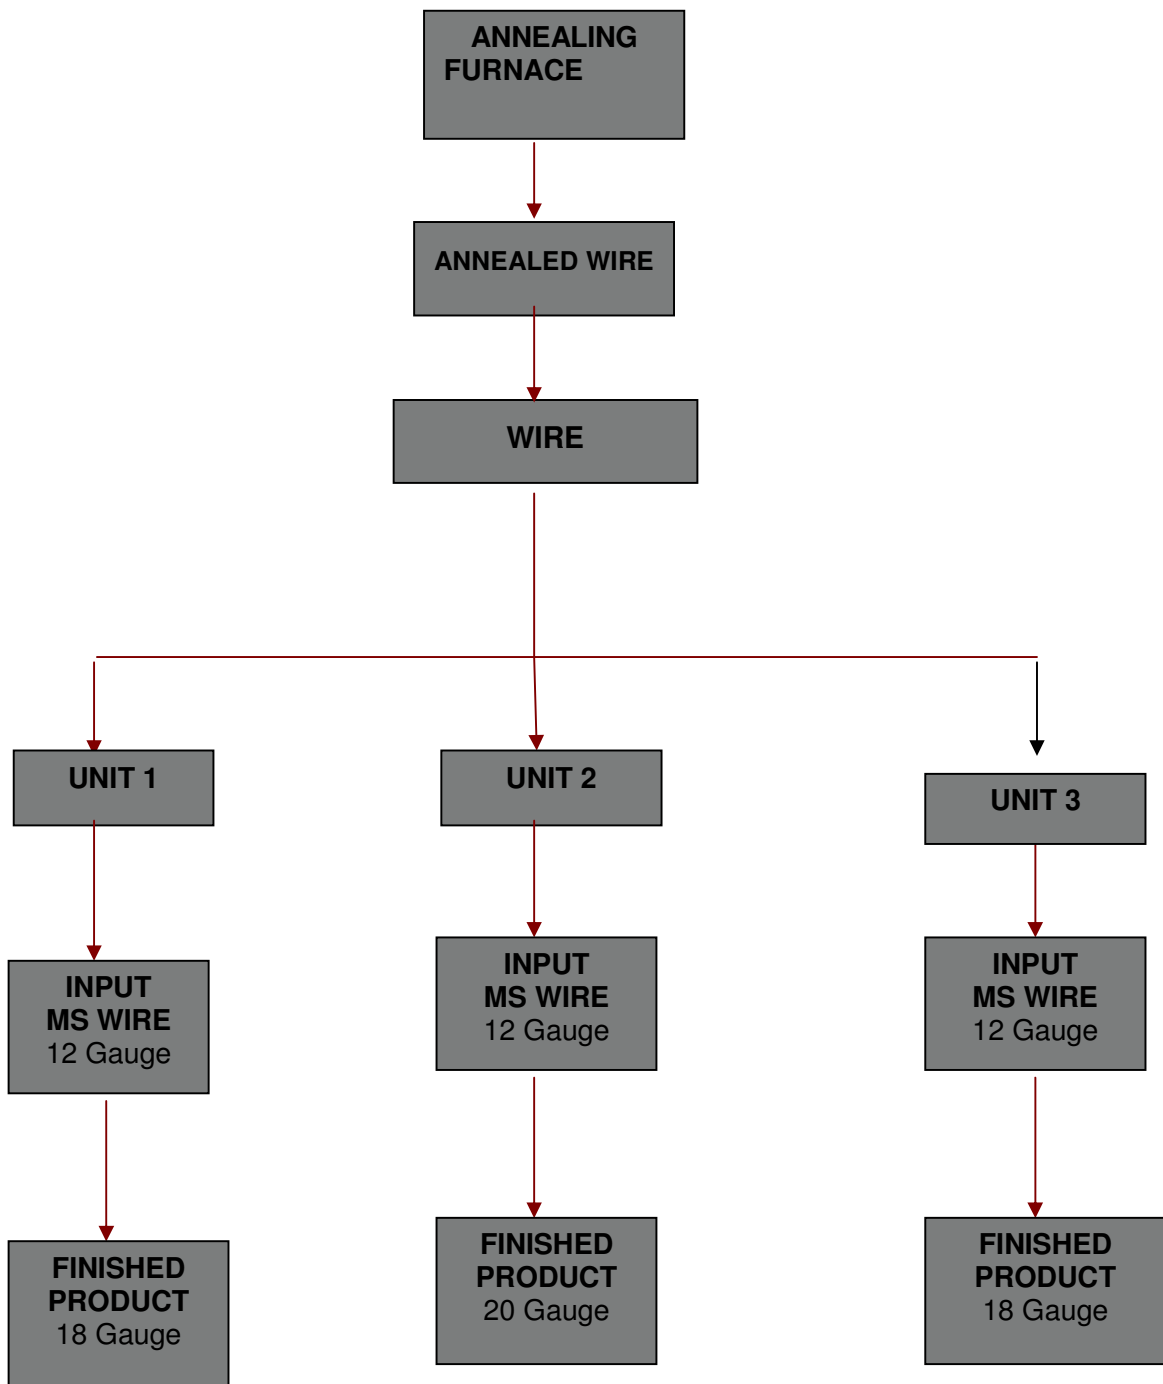 ANNEALING
FURNACE
ANNEALED WIRE
WIRE
UNIT 1
UNIT 2
UNIT 3
INPUT
MS WIRE
12 Gauge
INPUT
MS WIRE
12 Gauge
INPUT
MS WIRE
12 Gauge
FINISHED
PRODUCT
18 Gauge
FINISHED
PRODUCT
20 Gauge
FINISHED
PRODUCT
18 Gauge